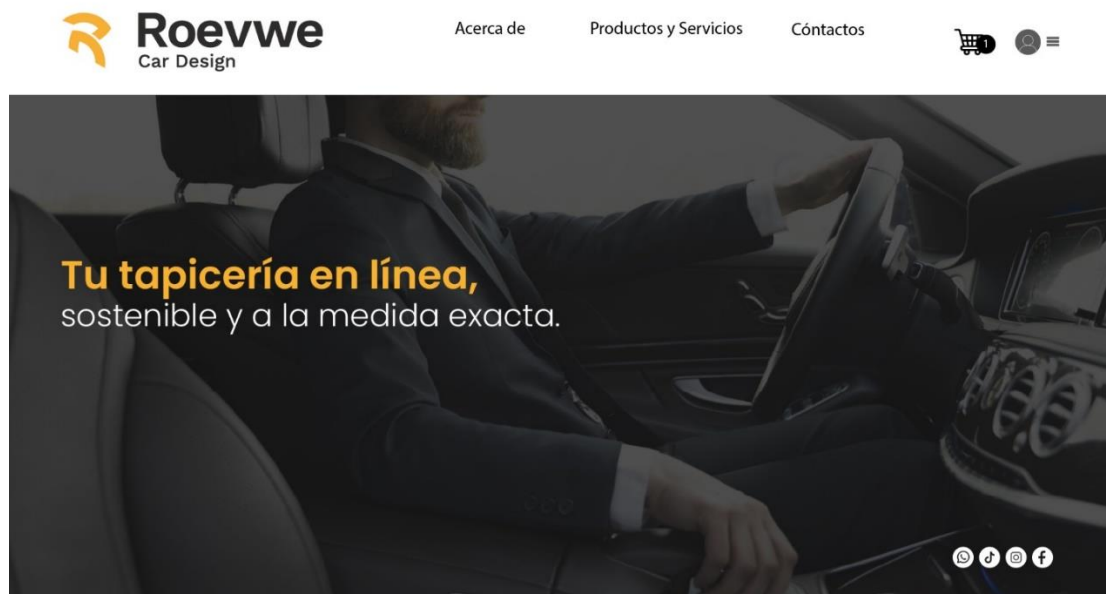 Roevwe
Car Design
Acerca de
Productos y Servicios
Cóntactos
1
Tu tapicería en línea,
sostenible y a la medida exacta.